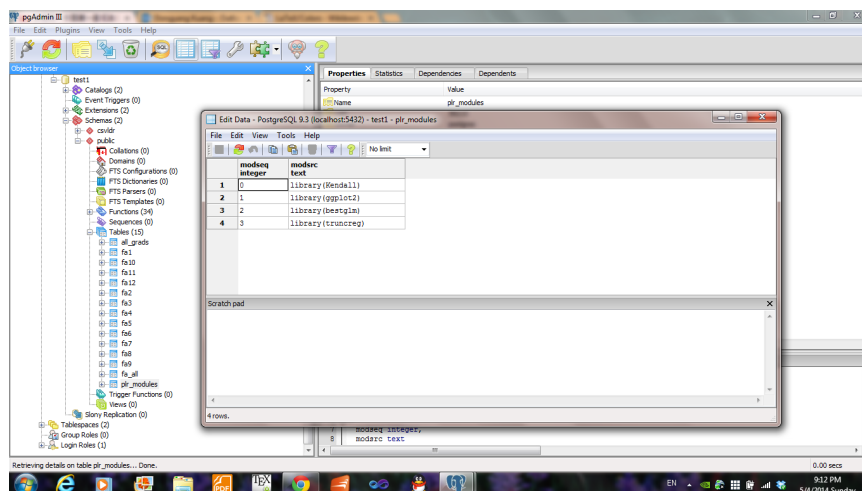 pgAdmin III
File Edit Plugins View Tools Help
Object browser
test1
Catalogs (2)
Event Triggers (0)
Extensions (2)
Schemas (2)
csvldr
public
Collations (0)
Domains (0)
FTS Configurations (0)
FTS Dictionaries (0)
FTS Parsers (0)
FTS Templates (0)
Functions (34)
Sequences (0)
Tables (15)
all_grads
fa1
fa10
fa11
fa12
fa2
fa3
fa4
fa5
fa6
fa7
fa8
fa9
fa_all
plr_modules
Trigger Functions (0)
Views (0)
Slony Replication (0)
Tablespaces (2)
Group Roles (0)
Login Roles (1)
Properties Statistics Dependencies Dependents
Property Value
Name plr_modules
Edit Data - PostgreSQL 9.3 (localhost:5432) - test1 - plr_modules
File Edit View Tools Help
No limit
modseq integer modsrc text
1 0 library(Kendall)
2 1 library(ggplot2)
3 2 library(bestglm)
4 3 library(truncreg)
Scratch pad
4 rows.
7 modseq integer,
8 modsrc text
Retrieving details on table plr_modules... Done.
0.00 secs
EN
9:12 PM
5/4/2014 Sunday